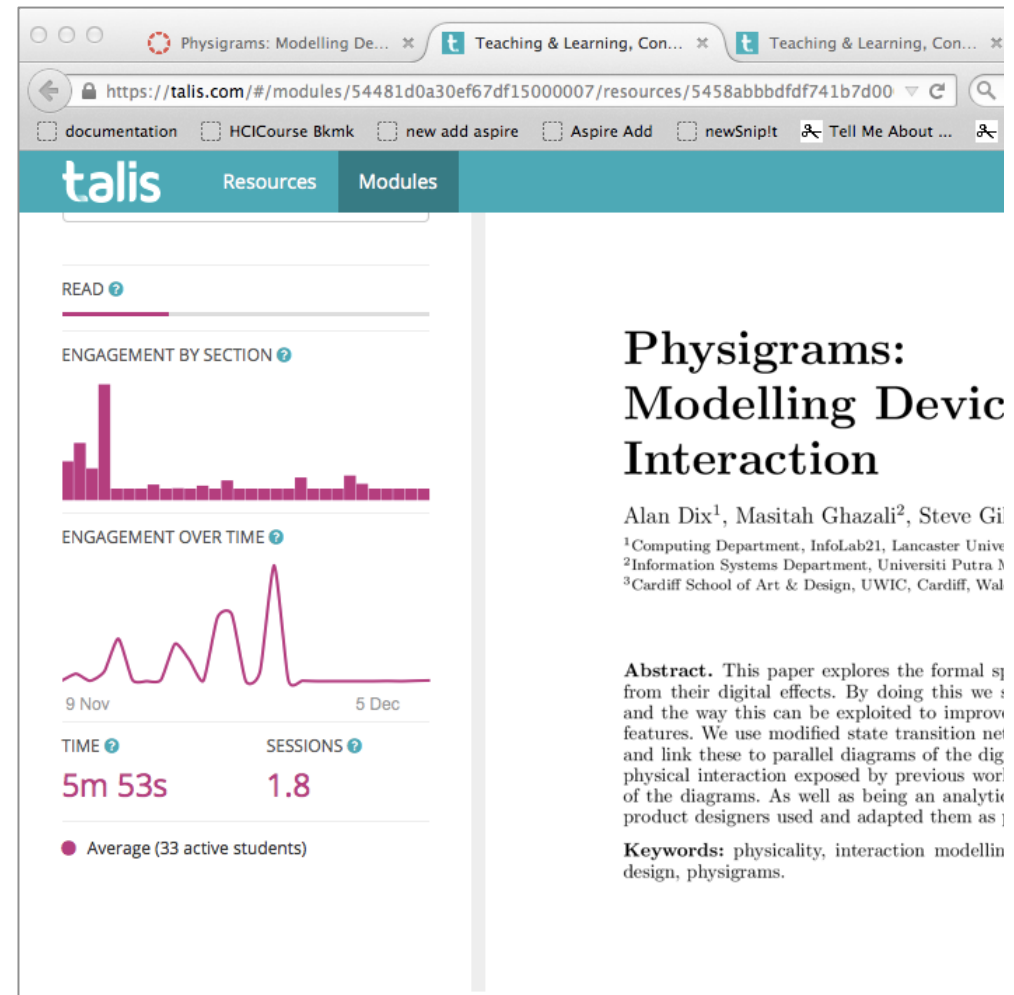 Physigrams: Modelling De... × Teaching & Learning, Con... × Teaching & Learning, Con... ×
https://talis.com/#/modules/54481d0a30ef67df15000007/resources/5458abbbdfdf741b7d00
documentation HCICourse Bkmk new add aspire Aspire Add newSnip!t Tell Me About ...
talis Resources Modules
READ ?
ENGAGEMENT BY SECTION ?
ENGAGEMENT OVER TIME ?
9 Nov 5 Dec
TIME ? SESSIONS ?
5m 53s 1.8
Average (33 active students)
Physigrams:
Modelling Devic
Interaction
Alan Dix1, Masitah Ghazali2, Steve Gil
1Computing Department, InfoLab21, Lancaster Unive
2Information Systems Department, Universiti Putra M
3Cardiff School of Art & Design, UWIC, Cardiff, Wal
Abstract. This paper explores the formal sp
from their digital effects. By doing this we s
and the way this can be exploited to improve
features. We use modified state transition net
and link these to parallel diagrams of the dig
physical interaction exposed by previous wor
of the diagrams. As well as being an analytic
product designers used and adapted them as p
Keywords: physicality, interaction modellin
design, physigrams.